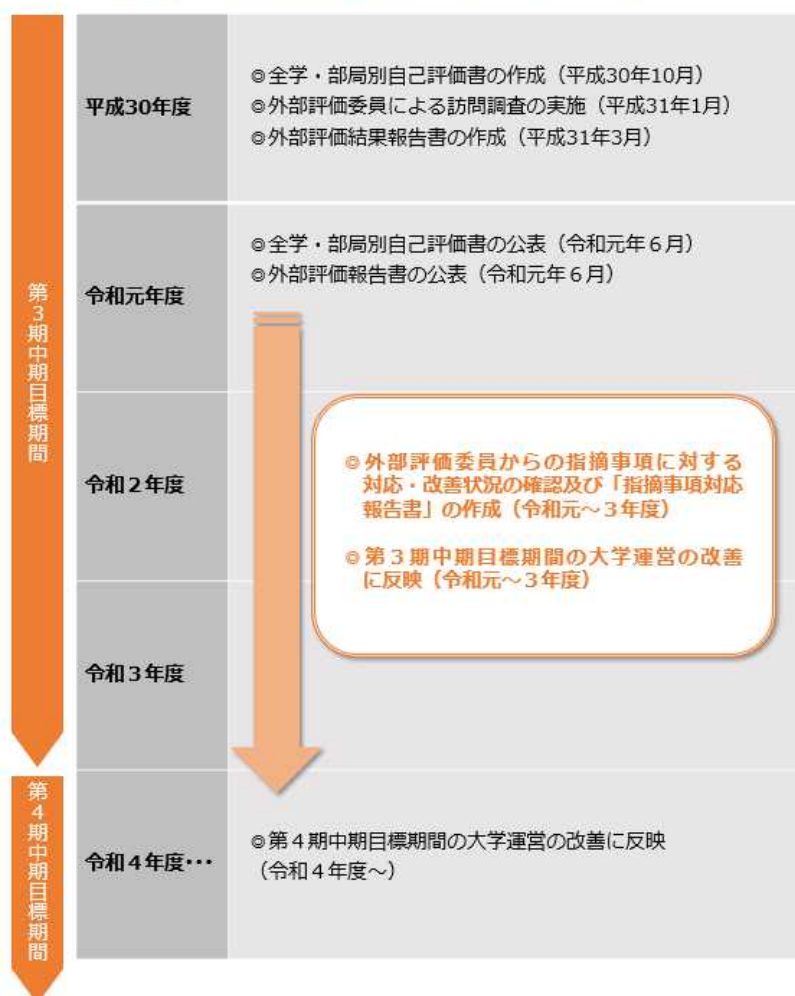 第3期中期目標期間
平成30年度
◎全学・部局別自己評価書の作成（平成30年10月）
◎外部評価委員による訪問調査の実施（平成31年1月）
◎外部評価結果報告書の作成（平成31年3月）
令和元年度
◎全学・部局別自己評価書の公表（令和元年６月）
◎外部評価報告書の公表（令和元年６月）
令和２年度
◎外部評価委員からの指摘事項に対する
対応・改善状況の確認及び「指摘事項対応
報告書」の作成（令和元～３年度）
◎第３期中期目標期間の大学運営の改善
に反映（令和元～３年度）
令和３年度
第4期中期目標期間
令和４年度･･･
◎第４期中期目標期間の大学運営の改善に反映
（令和４年度～）